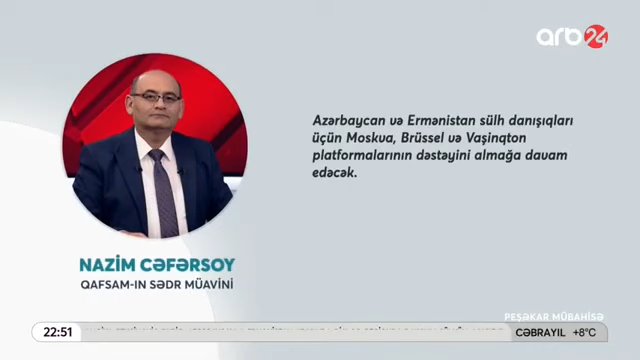 arb24
Azərbaycan və Ermənistan sülh danışıqları
üçün Moskva, Brüssel və Vaşinqton
platformalarının dəstəyini almağa davam
edəcək.
NAZİM CƏFƏRSOY
QAFSAM-IN SƏDR MÜAVİNİ
PEŞƏKAR MÜBAHİSƏ
22:51
CƏBRAYIL +8°C